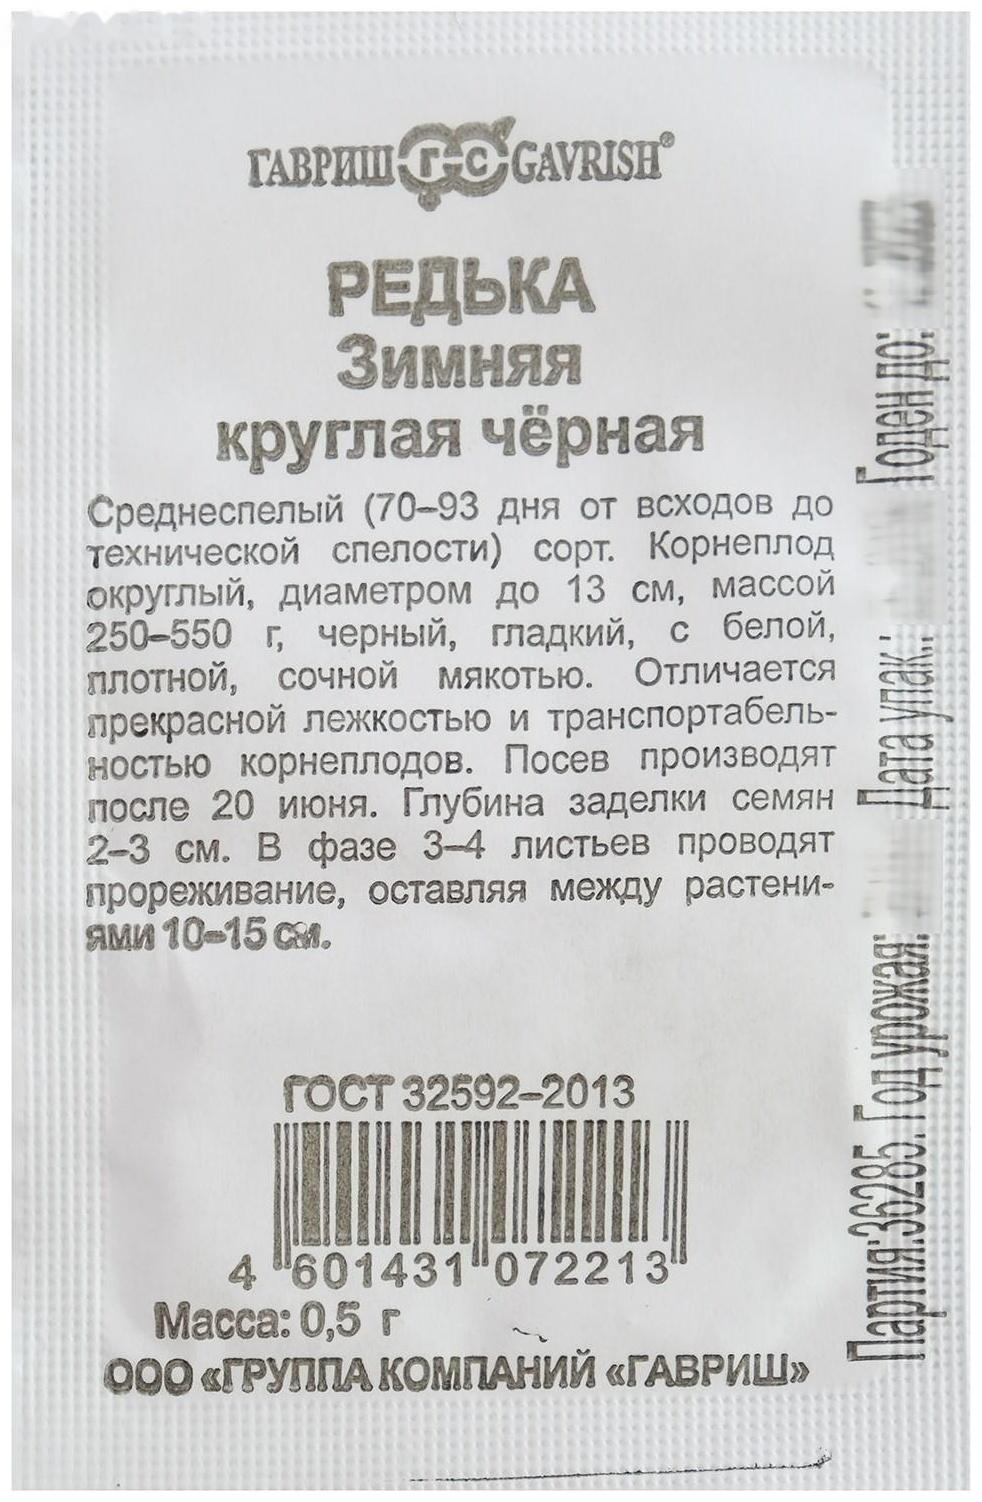 ГАВРИШ ГС GAVRISH®
РЕДЬКА
Зимняя
круглая чёрная
Среднеспелый (70–93 дня от всходов до
технической спелости) сорт. Корнеплод
округлый, диаметром до 13 см, массой
250–550 г, черный, гладкий, с белой,
плотной, сочной мякотью. Отличается
прекрасной лежкостью и транспортабель-
ностью корнеплодов. Посев производят
после 20 июня. Глубина заделки семян
2–3 см. В фазе 3–4 листьев проводят
прореживание, оставляя между растени-
ями 10–15 см.
ГОСТ 32592–2013
4 601431 072213
Масса: 0,5 г
ООО «ГРУППА КОМПАНИЙ «ГАВРИШ»
Партия:36285. Год урожая: Дата упак.: Годен до: